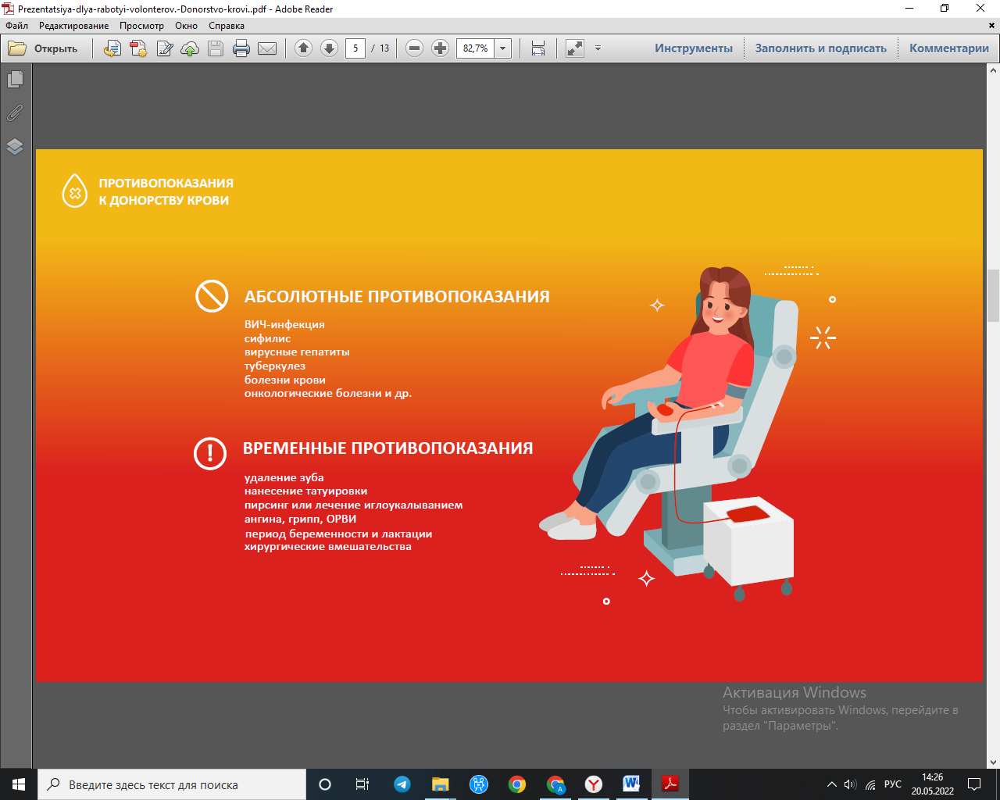 Prezentatsiya-dlya-rabotyi-volonterov.-Donorstvo-krovi..pdf - Adobe Reader
Файл Редактирование Просмотр Окно Справка
Открыть 5 / 13 82,7% Инструменты Заполнить и подписать Комментарии
ПРОТИВОПОКАЗАНИЯ
К ДОНОРСТВУ КРОВИ
АБСОЛЮТНЫЕ ПРОТИВОПОКАЗАНИЯ
ВИЧ-инфекция
сифилис
вирусные гепатиты
туберкулез
болезни крови
онкологические болезни и др.
ВРЕМЕННЫЕ ПРОТИВОПОКАЗАНИЯ
удаление зуба
нанесение татуировки
пирсинг или лечение иглоукалыванием
ангина, грипп, ОРВИ
период беременности и лактации
хирургические вмешательства
Активация Windows
Чтобы активировать Windows, перейдите в
раздел "Параметры".
Введите здесь текст для поиска
РУС
14:26
20.05.2022